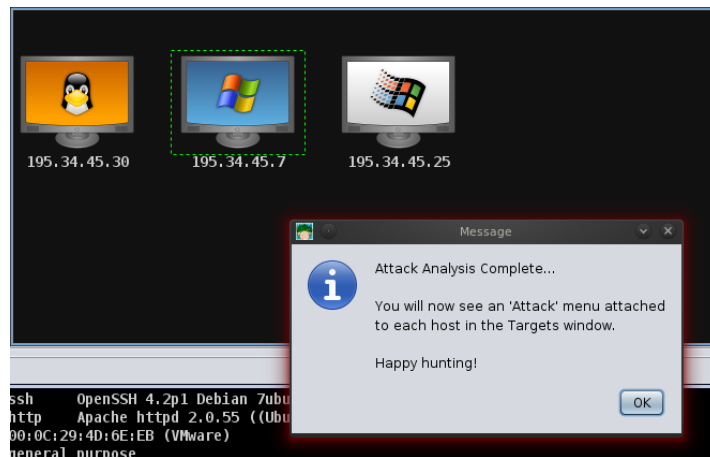 195.34.45.30 195.34.45.7 195.34.45.25
Message
Attack Analysis Complete...
You will now see an 'Attack' menu attached
to each host in the Targets window.
Happy hunting!
OK
ssh OpenSSH 4.2p1 Debian 7ubu
http Apache httpd 2.0.55 ((Ubu
00:0C:29:4D:6E:EB (VMware)
general purpose